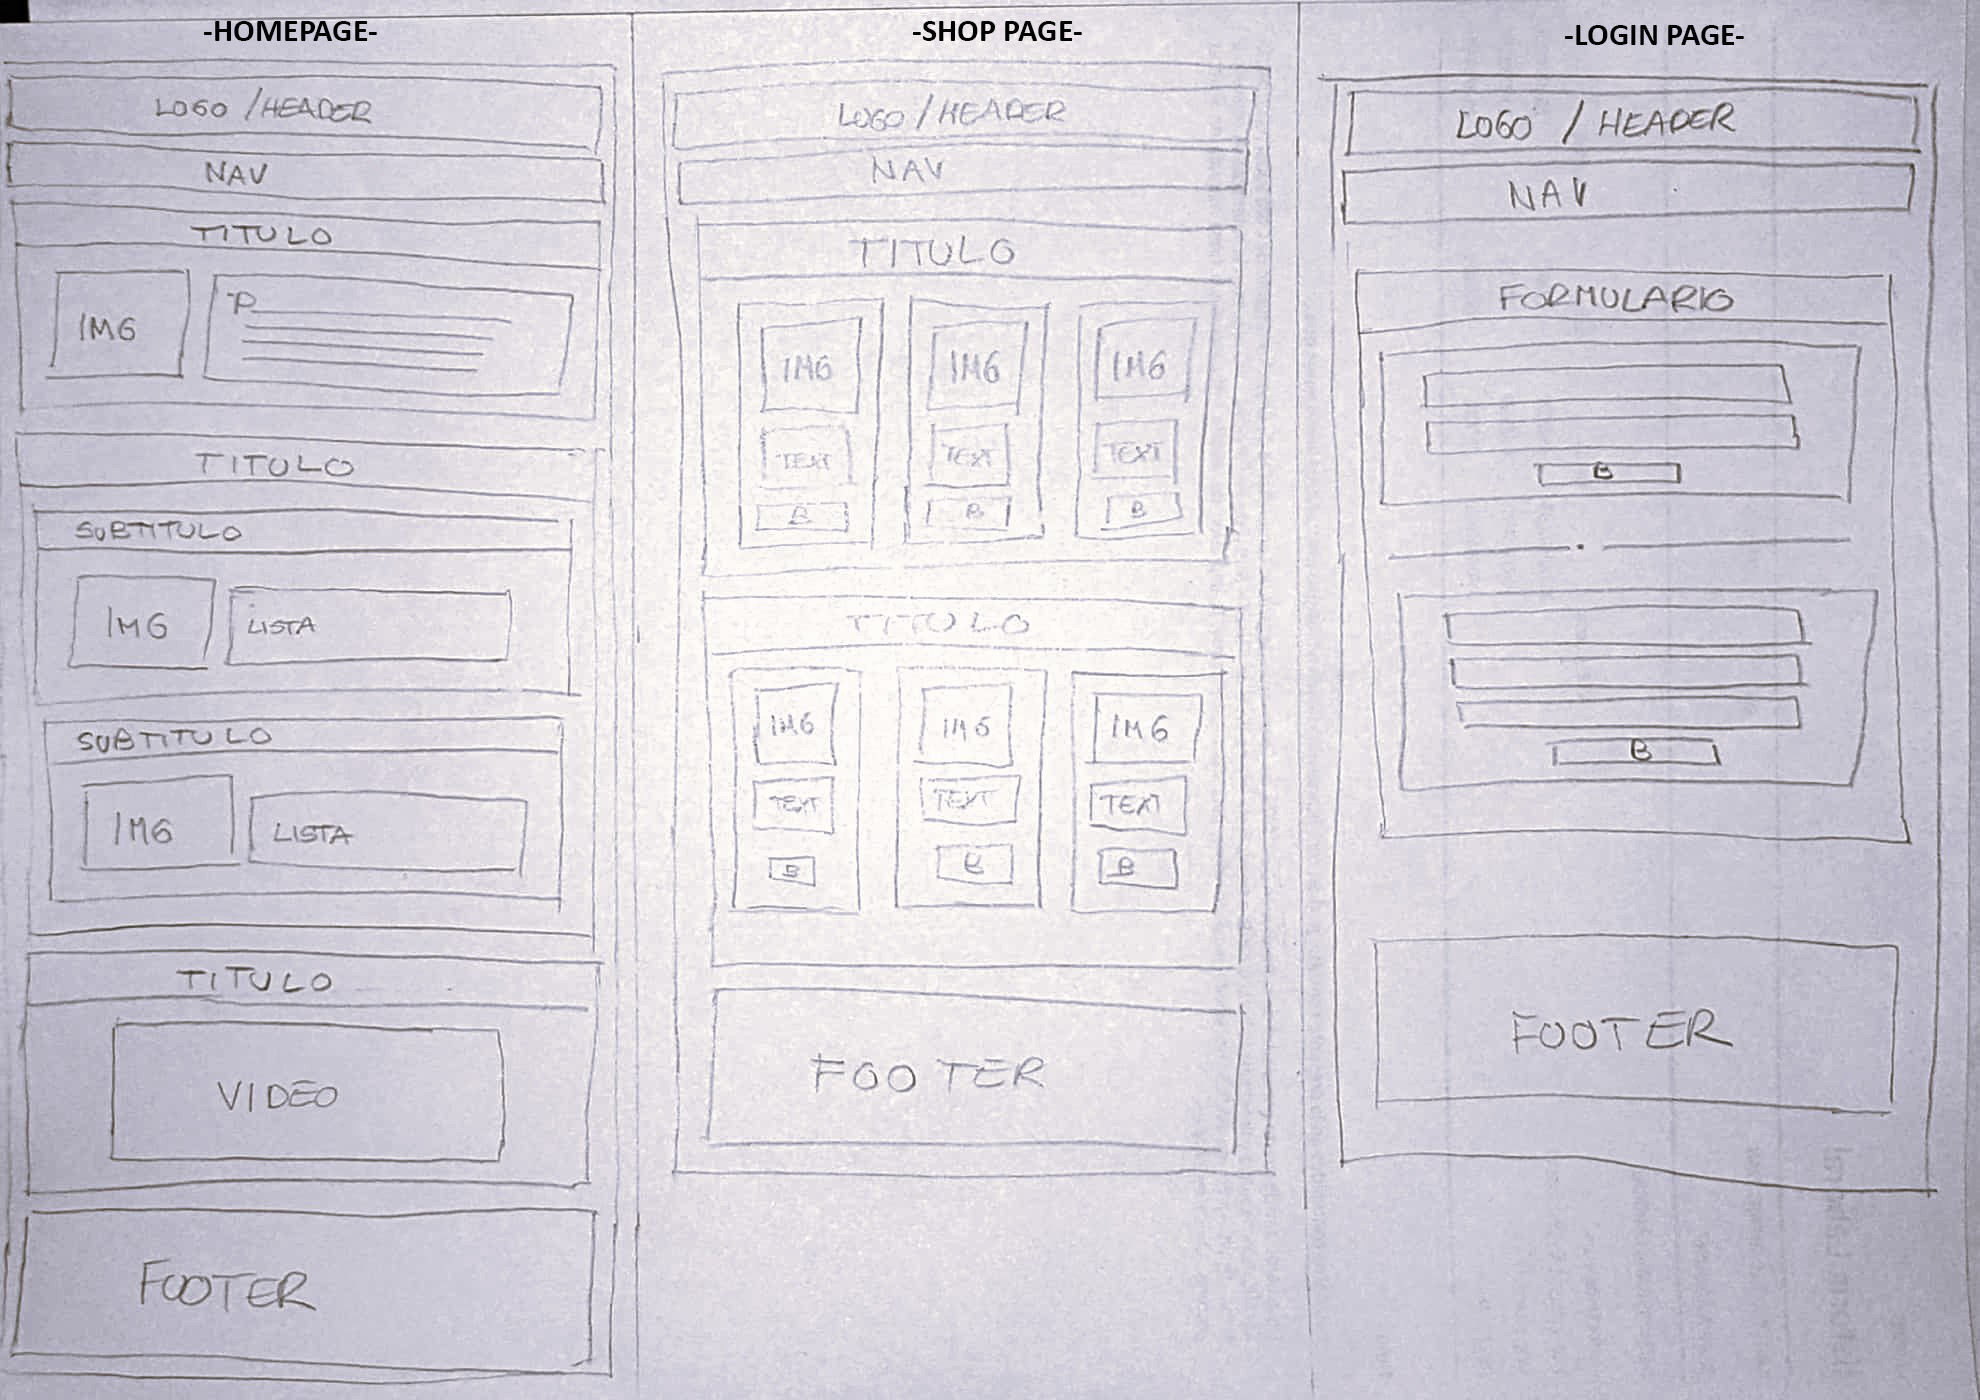 -HOMEPAGE-
LOGO / HEADER
NAV
TITULO
IMG
P
TITULO
SUBTITULO
IMG
LISTA
SUBTITULO
IMG
LISTA
TITULO
VIDEO
FOOTER
-SHOP PAGE-
LOGO / HEADER
NAV
TITULO
IMG IMG IMG
TEXT TEXT TEXT
B B B
TITULO
IMG IMG IMG
TEXT TEXT TEXT
B B B
FOOTER
-LOGIN PAGE-
LOGO / HEADER
NAV
FORMULARIO
B
B
FOOTER